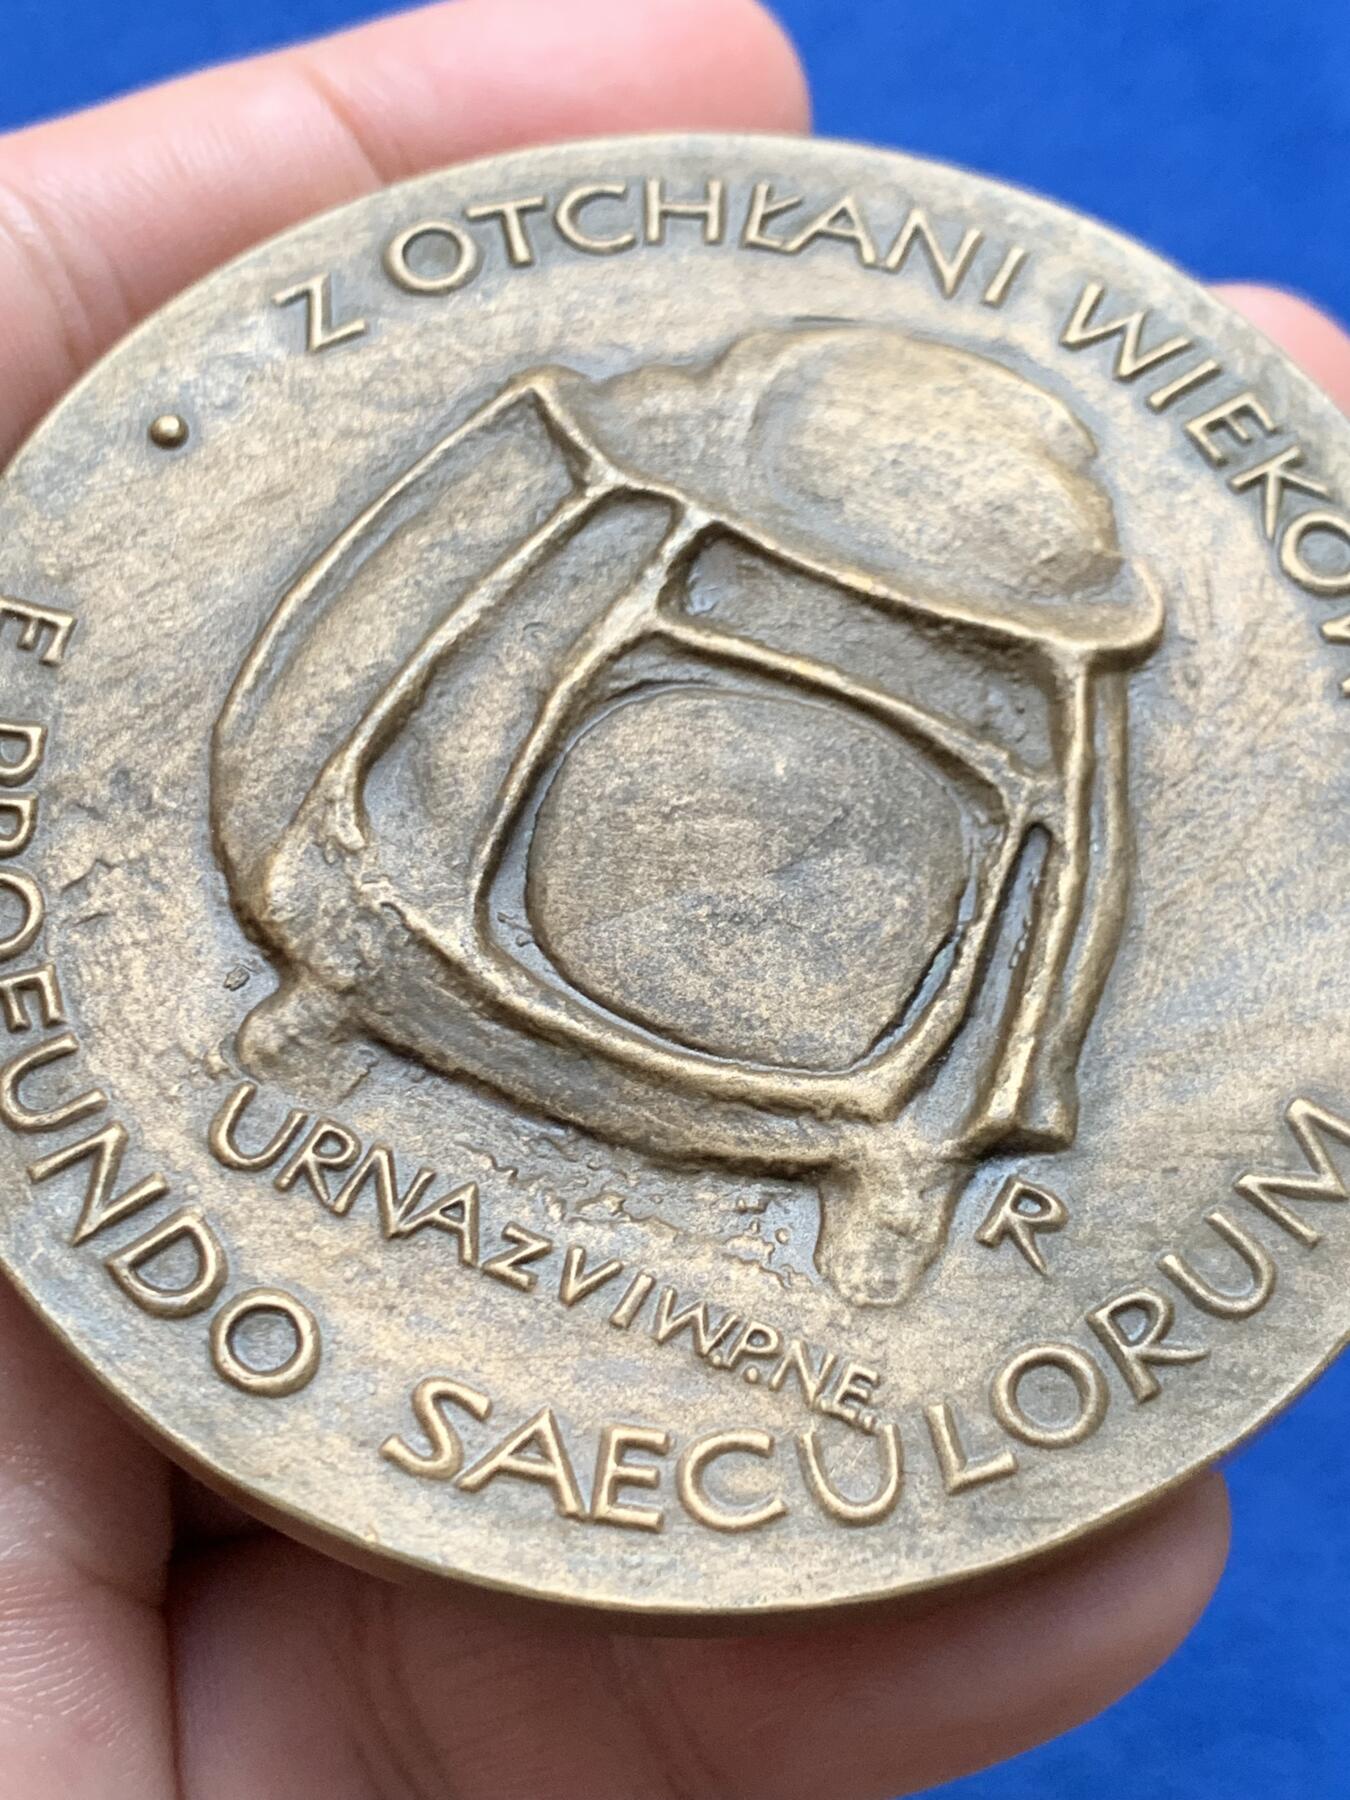 Z OTCHŁANI WIEKÓW
E PROFUNDO SAECULORUM
URNA Z VI W.P.N.E.
R